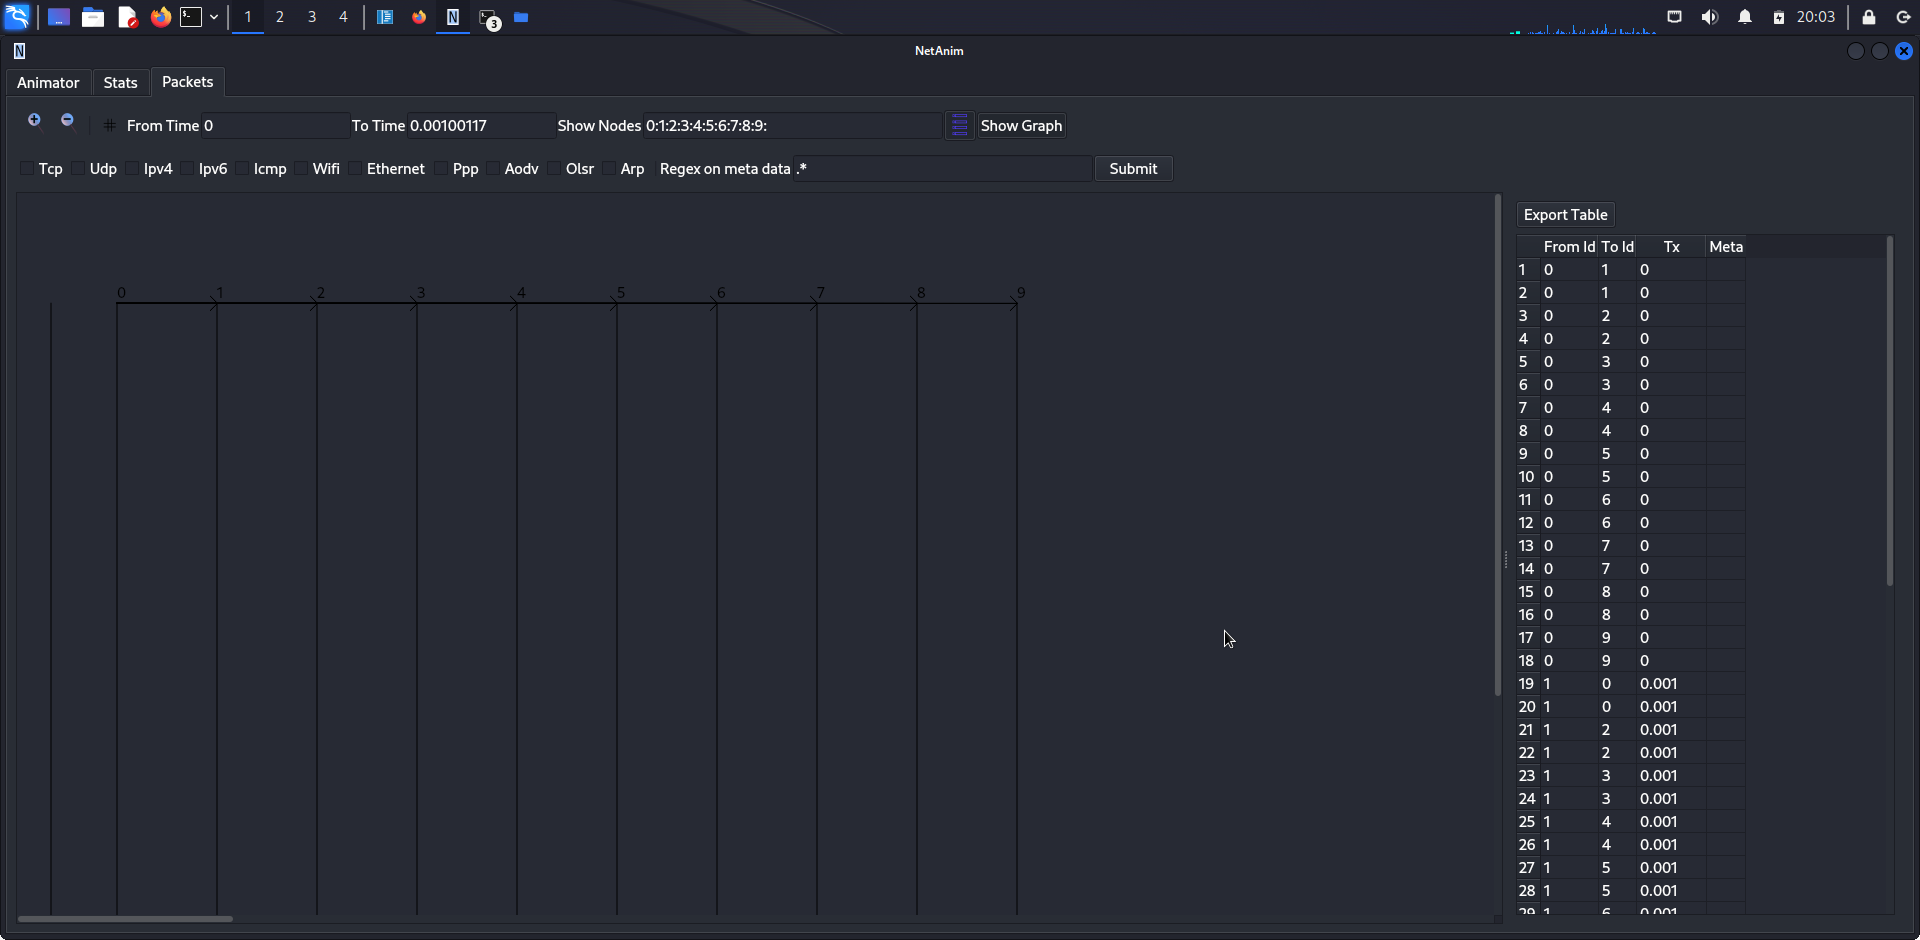 1 2 3 4 3 20:03
NetAnim
Animator Stats Packets
From Time 0 To Time 0.00100117 Show Nodes 0:1:2:3:4:5:6:7:8:9: Show Graph
Tcp Udp Ipv4 Ipv6 Icmp Wifi Ethernet Ppp Aodv Olsr Arp Regex on meta data .* Submit
Export Table
From Id To Id Tx Meta
0 1 2 3 4 5 6 7 8 9
1 0 1 0
2 0 1 0
3 0 2 0
4 0 2 0
5 0 3 0
6 0 3 0
7 0 4 0
8 0 4 0
9 0 5 0
10 0 5 0
11 0 6 0
12 0 6 0
13 0 7 0
14 0 7 0
15 0 8 0
16 0 8 0
17 0 9 0
18 0 9 0
19 1 0 0.001
20 1 0 0.001
21 1 2 0.001
22 1 2 0.001
23 1 3 0.001
24 1 3 0.001
25 1 4 0.001
26 1 4 0.001
27 1 5 0.001
28 1 5 0.001
29 1 6 0.001